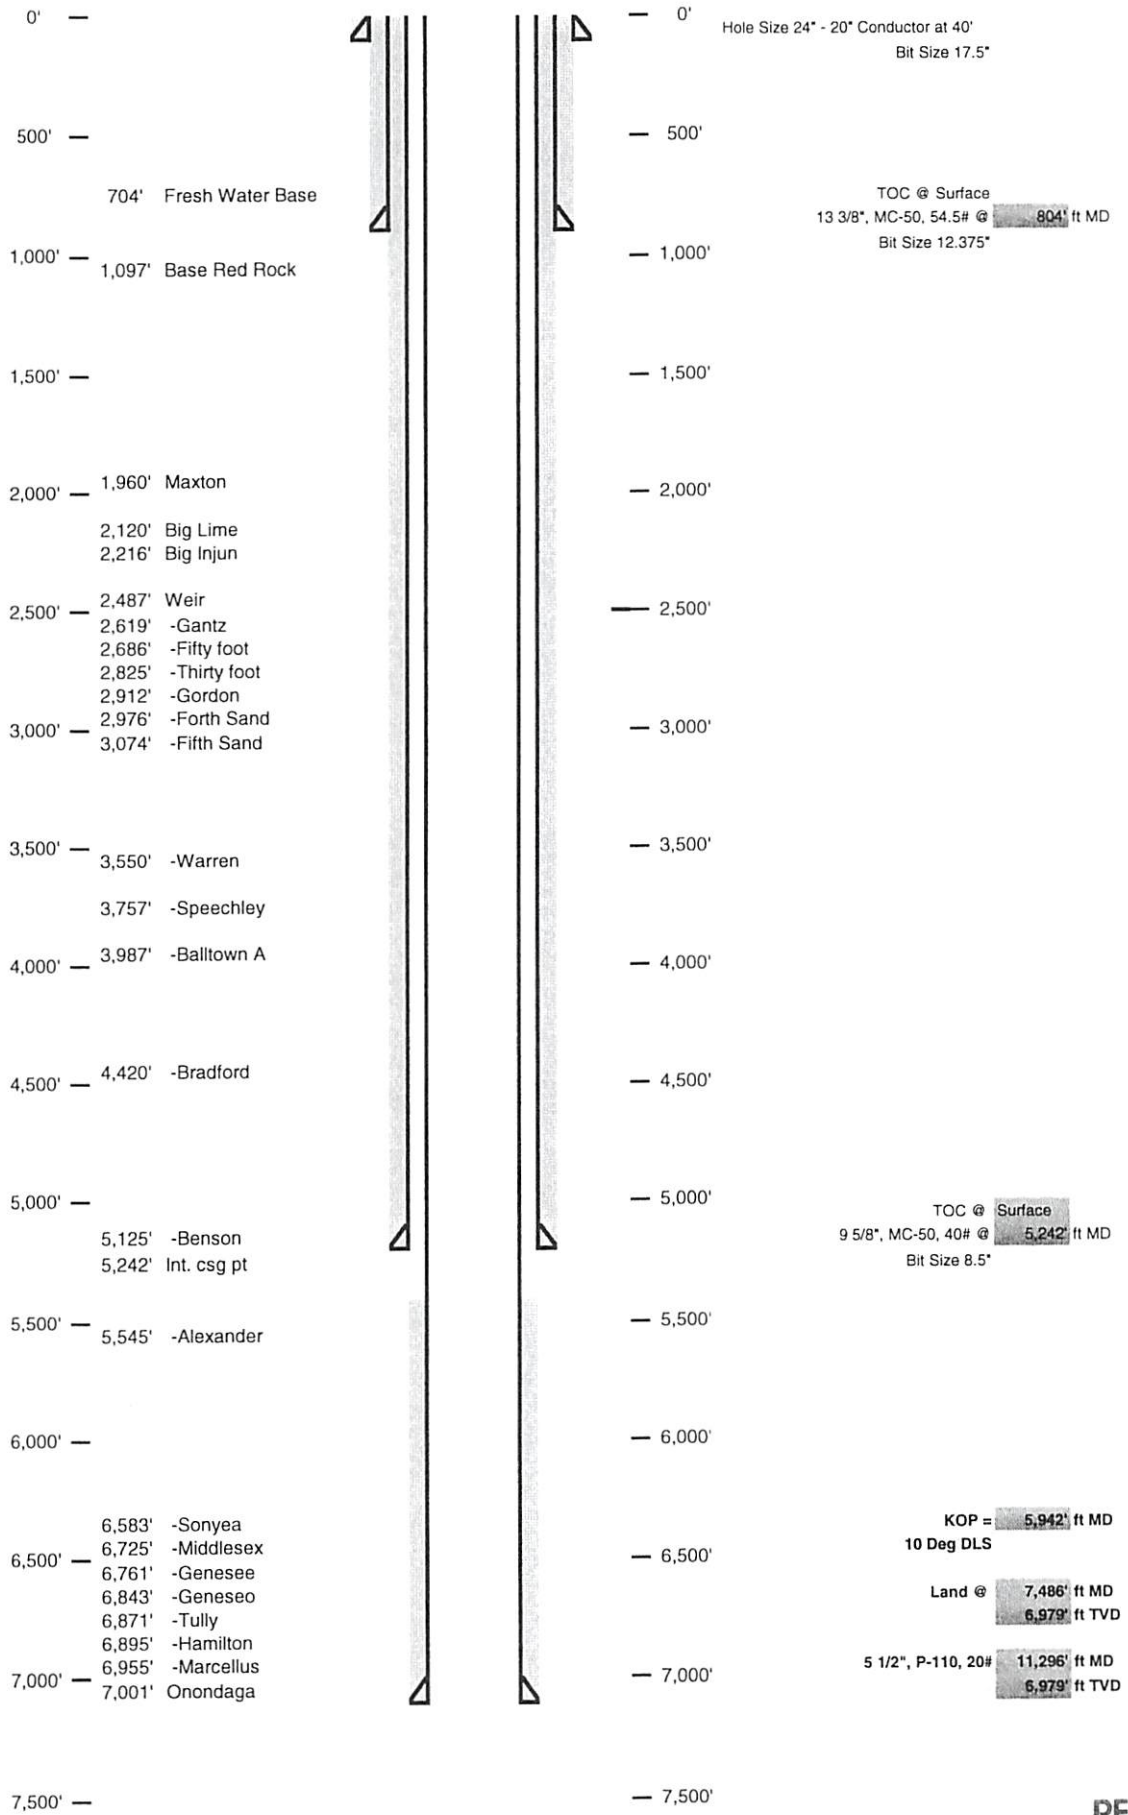 0'
0'
Hole Size 24" - 20" Conductor at 40'
Bit Size 17.5"
500'
500'
704' Fresh Water Base
TOC @ Surface
13 3/8", MC-50, 54.5# @ 804' ft MD
Bit Size 12.375"
1,000'
1,000'
1,097' Base Red Rock
1,500'
1,500'
1,960' Maxton
2,000'
2,000'
2,120' Big Lime
2,216' Big Injun
2,487' Weir
2,500'
2,500'
2,619' -Gantz
2,686' -Fifty foot
2,825' -Thirty foot
2,912' -Gordon
2,976' -Forth Sand
3,000'
3,000'
3,074' -Fifth Sand
3,500'
3,500'
3,550' -Warren
3,757' -Speechley
3,987' -Balltown A
4,000'
4,000'
4,420' -Bradford
4,500'
4,500'
5,000'
5,000'
TOC @ Surface
5,125' -Benson
9 5/8", MC-50, 40# @ 5,242' ft MD
5,242' Int. csg pt
Bit Size 8.5"
5,500'
5,500'
5,545' -Alexander
6,000'
6,000'
6,583' -Sonyea
KOP = 5,942' ft MD
6,725' -Middlesex
10 Deg DLS
6,500'
6,500'
6,761' -Genesee
6,843' -Geneseo
Land @ 7,486' ft MD
6,871' -Tully
6,979' ft TVD
6,895' -Hamilton
6,955' -Marcellus
5 1/2", P-110, 20# 11,296' ft MD
7,000'
7,000'
7,001' Onondaga
6,979' ft TVD
7,500'
7,500'